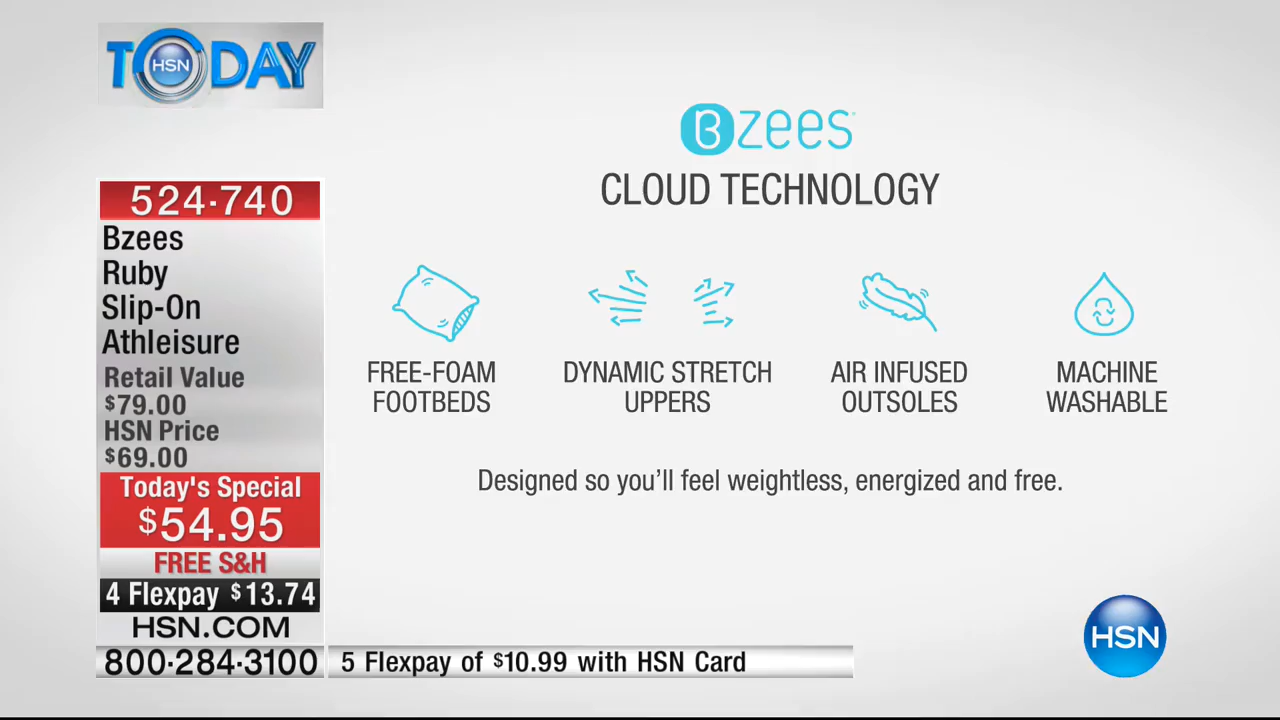 TODAY
HSN
524·740
Bzees
Ruby
Slip-On
Athleisure
Retail Value
$79.00
HSN Price
$69.00
Today's Special
$54.95
FREE S&H
4 Flexpay $13.74
HSN.COM
800·284·3100
Bzees
CLOUD TECHNOLOGY
FREE-FOAM
FOOTBEDS
DYNAMIC STRETCH
UPPERS
AIR INFUSED
OUTSOLES
MACHINE
WASHABLE
Designed so you'll feel weightless, energized and free.
5 Flexpay of $10.99 with HSN Card
HSN